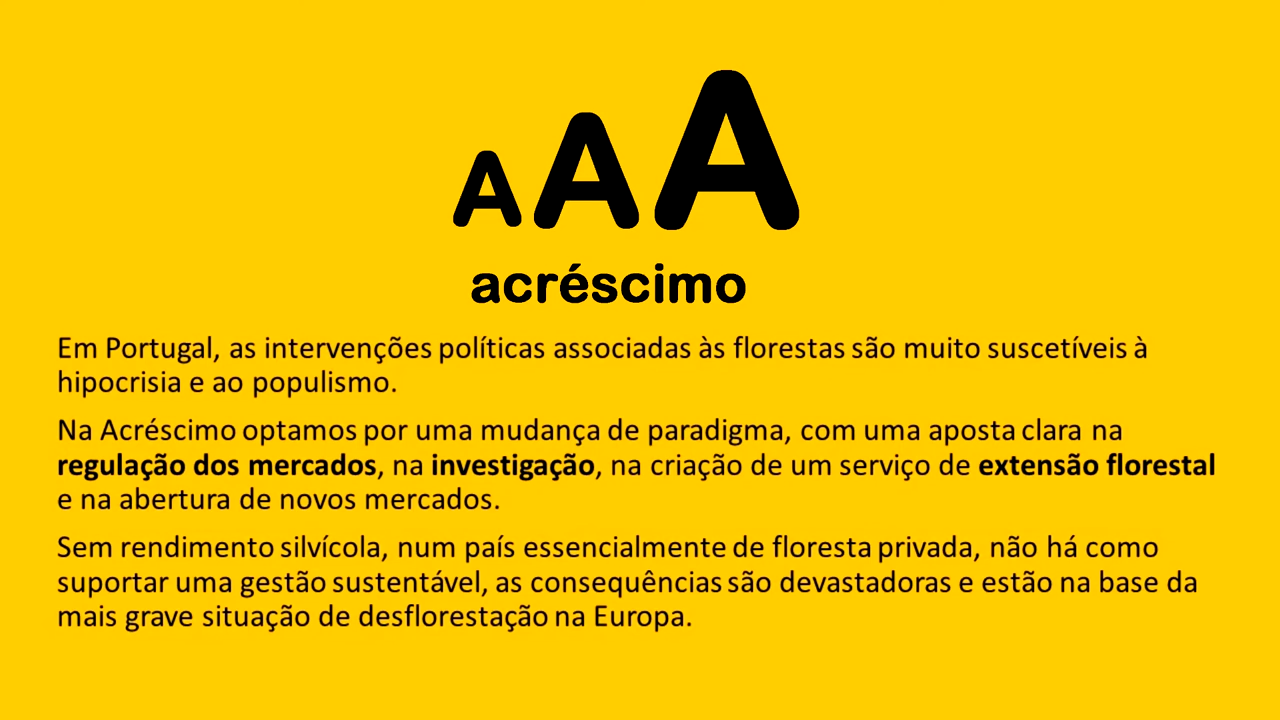 AAA
acréscimo
Em Portugal, as intervenções políticas associadas às florestas são muito suscetíveis à
hipocrisia e ao populismo.
Na Acréscimo optamos por uma mudança de paradigma, com uma aposta clara na
regulação dos mercados, na investigação, na criação de um serviço de extensão florestal
e na abertura de novos mercados.
Sem rendimento silvícola, num país essencialmente de floresta privada, não há como
suportar uma gestão sustentável, as consequências são devastadoras e estão na base da
mais grave situação de desflorestação na Europa.